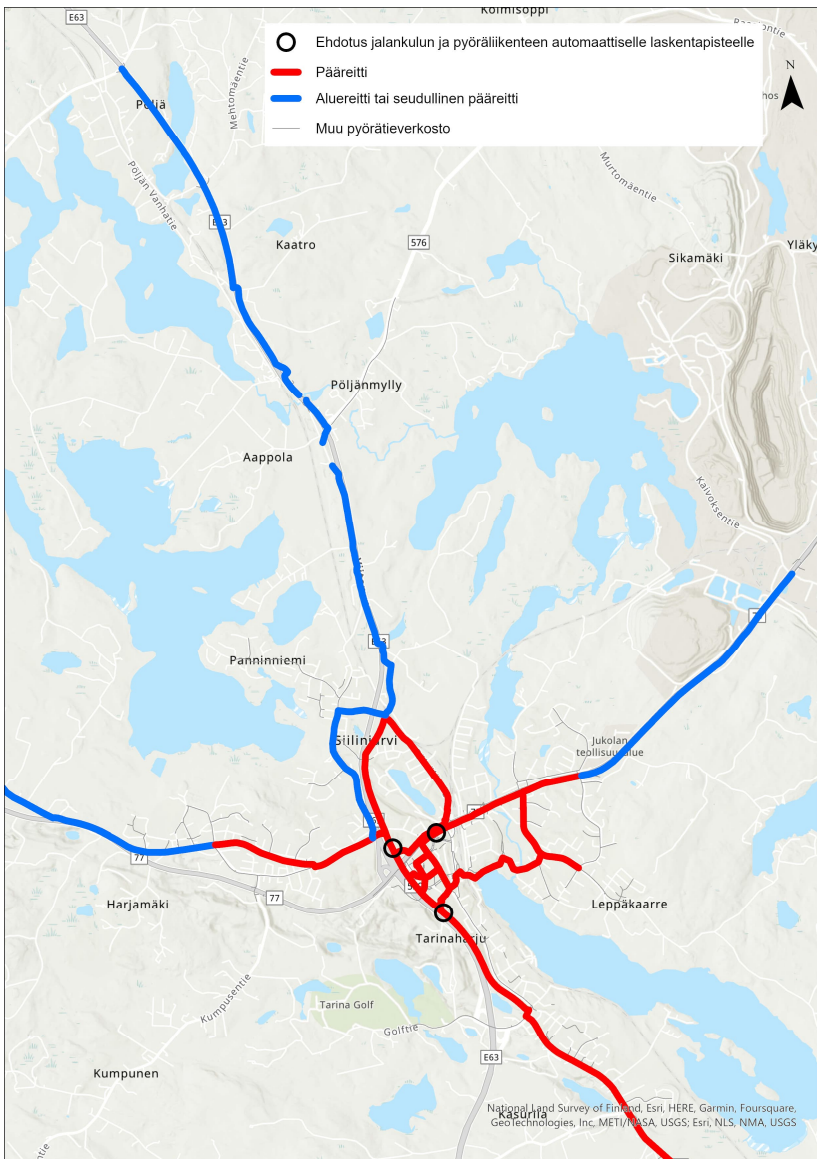 E63
Kolmisoppi
Ehdotus jalankulun ja pyöräliikenteen automaattiselle laskentapisteelle
Pääreitti
Aluereitti tai seudullinen pääreitti
Muu pyörätieverkosto
N
Pöljä
Mehtomäentie
Pöljän Vanhatie
Murtomäentie
Kaatro
576
Sikamäki
Yläky
Pöljänmylly
Aappola
Kaivoksentie
Panninniemi
Siilinjärvi
Jukolan
teollisuusalue
77
77
Harjamäki
Leppäkaarre
Tarinaharju
Tarina Golf
Kumpusentie
Golftie
E63
Kumpunen
Kasurila
National Land Survey of Finland, Esri, HERE, Garmin, Foursquare,
GeoTechnologies, Inc, METI/NASA, USGS; Esri, NLS, NMA, USGS